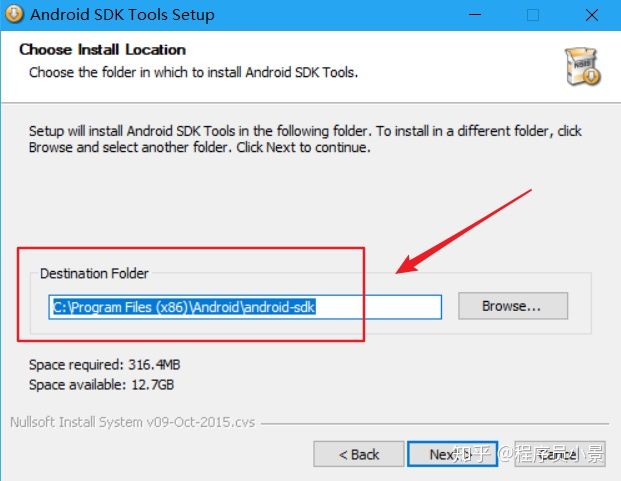 Android SDK Tools Setup
Choose Install Location
Choose the folder in which to install Android SDK Tools.
NSIS
Setup will install Android SDK Tools in the following folder. To install in a different folder, click
Browse and select another folder. Click Next to continue.
Destination Folder
C:\Program Files (x86)\Android\android-sdk
Browse...
Space required: 316.4MB
Space available: 12.7GB
Nullsoft Install System v09-Oct-2015.cvs
< Back
Next >
Cancel
知乎 @程序员小景